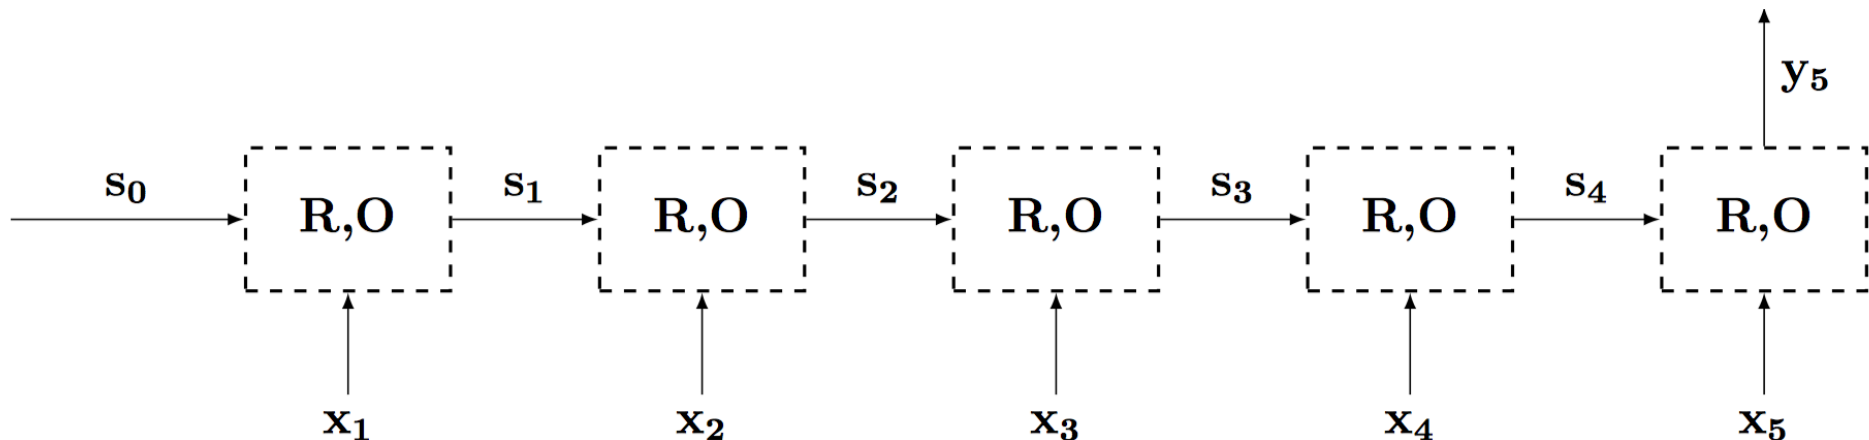 y₅
s₀ s₁ s₂ s₃ s₄
R,O R,O R,O R,O R,O
x₁ x₂ x₃ x₄ x₅